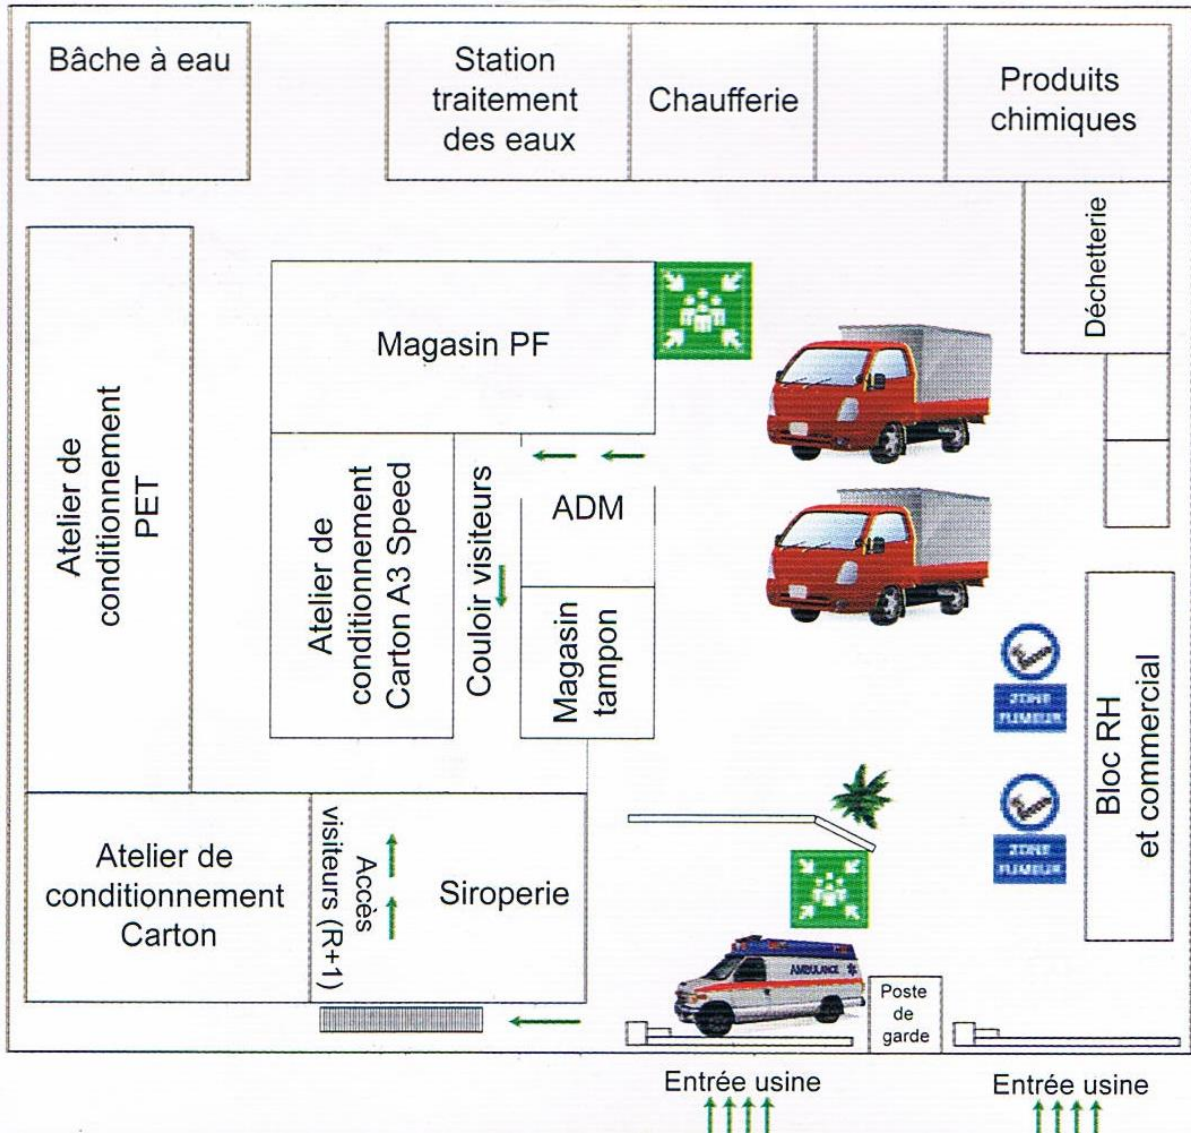 Bâche à eau
Station
traitement
des eaux
Chaufferie
Produits
chimiques
Déchetterie
Magasin PF
Atelier de
conditionnement
PET
Atelier de
conditionnement
Carton A3 Speed
Couloir visiteurs
ADM
Magasin
tampon
ZONE
FUMEUR
ZONE
FUMEUR
Bloc RH
et commercial
Atelier de
conditionnement
Carton
Accès
visiteurs (R+1)
Siroperie
AMBULANCE
Poste
de
garde
Entrée usine
Entrée usine